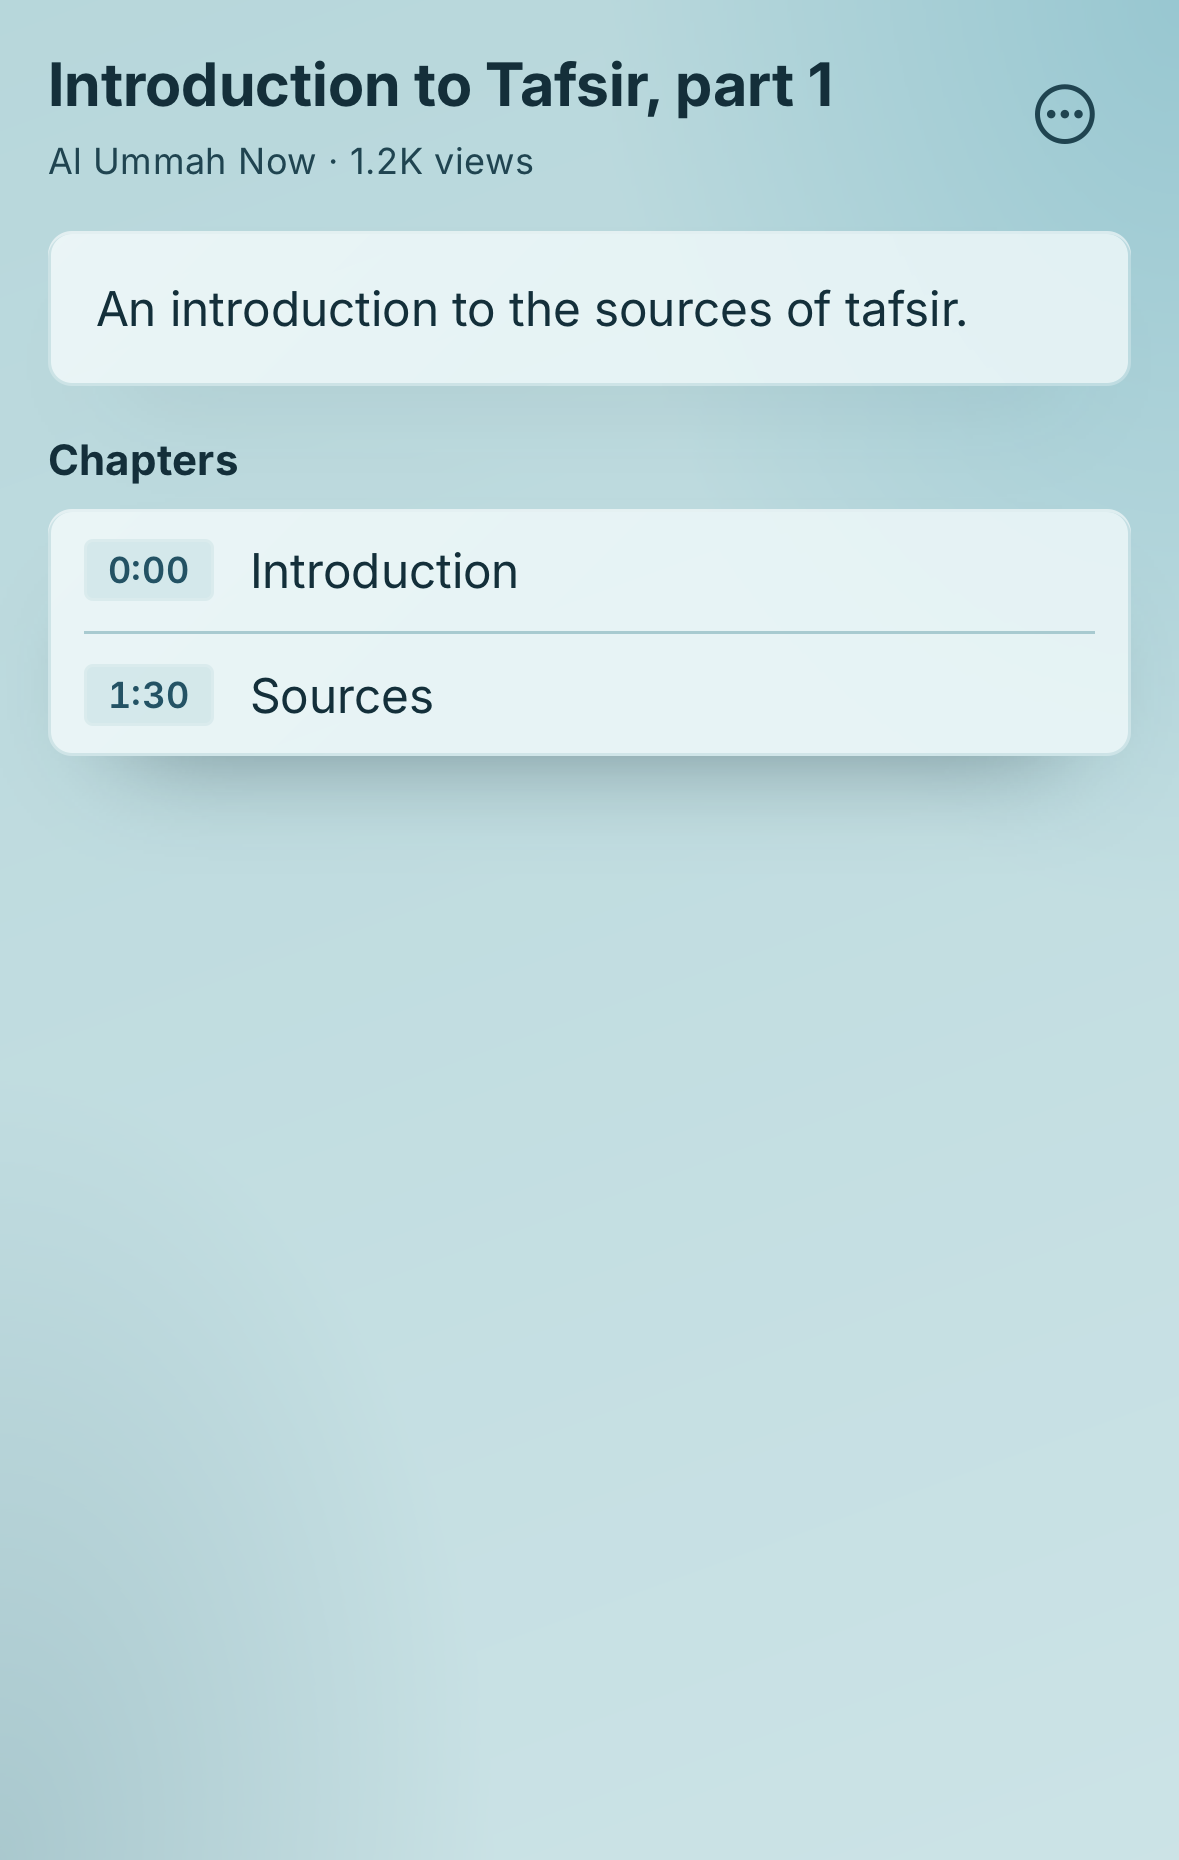 Introduction to Tafsir, part 1
Al Ummah Now · 1.2K views
An introduction to the sources of tafsir.
Chapters
0:00 Introduction
1:30 Sources